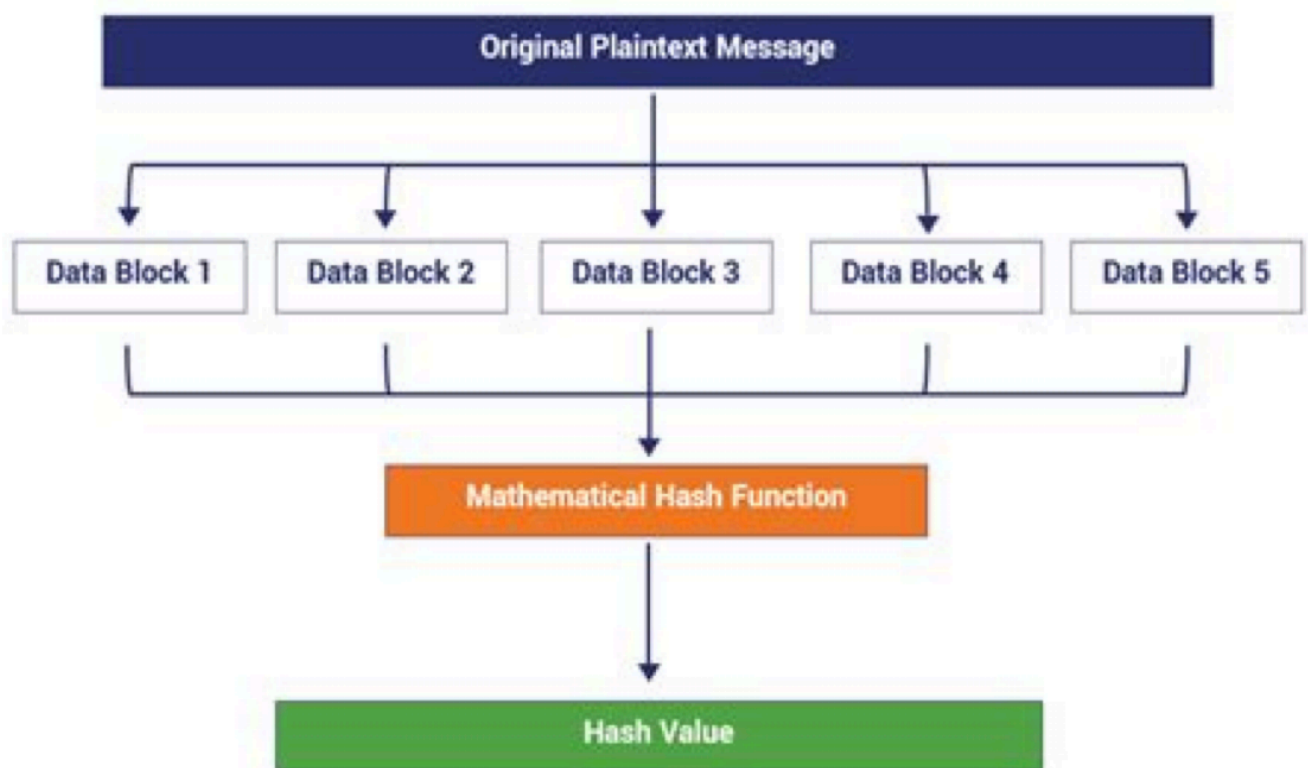 Original Plaintext Message
Data Block 1
Data Block 2
Data Block 3
Data Block 4
Data Block 5
Mathematical Hash Function
Hash Value